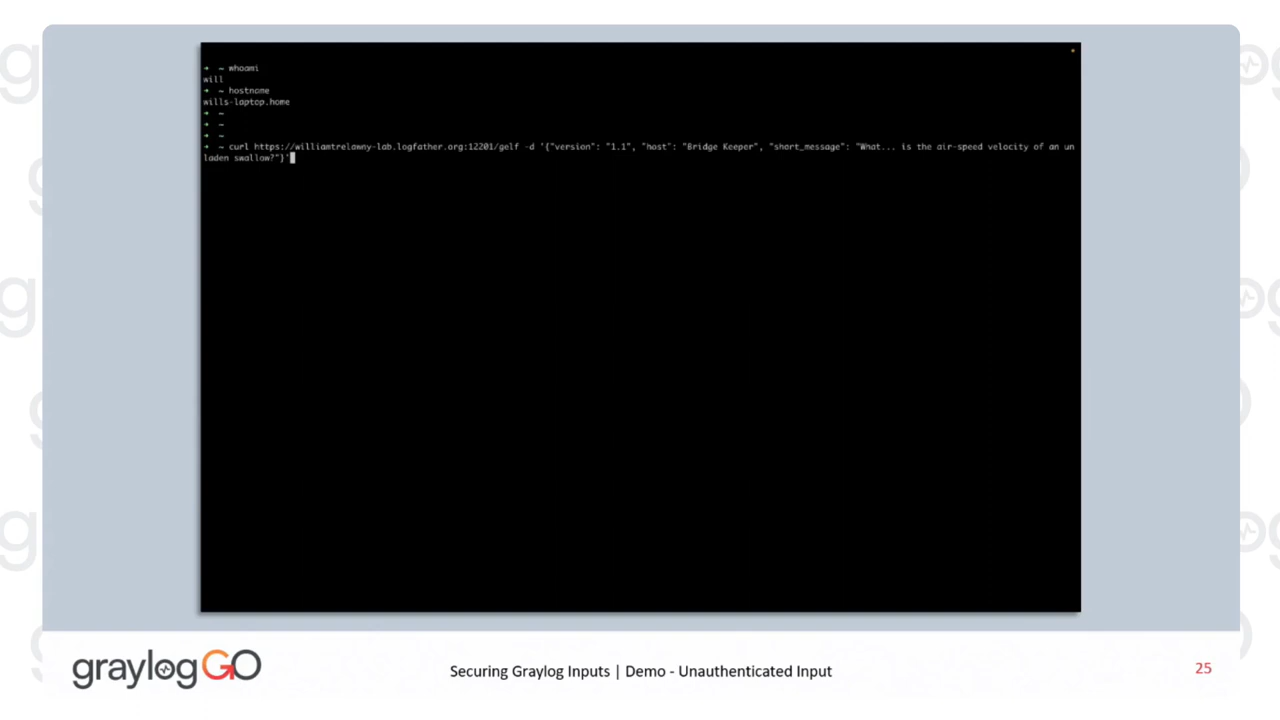 ➜ ~ whoami
will
➜ ~ hostname
wills-laptop.home
➜ ~
➜ ~
➜ ~
➜ ~ curl https://williamtrelawny-lab.logfather.org:12201/gelf -d '{"version": "1.1", "host": "Bridge Keeper", "short_message": "What... is the air-speed velocity of an un
laden swallow?"}'
graylog GO
Securing Graylog Inputs | Demo - Unauthenticated Input
25